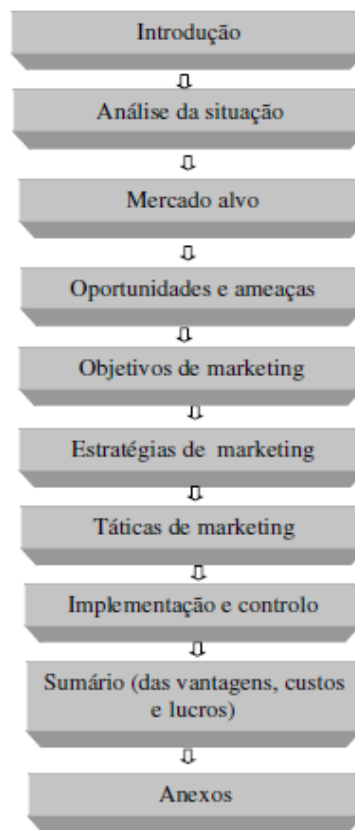 Introdução
Análise da situação
Mercado alvo
Oportunidades e ameaças
Objetivos de marketing
Estratégias de marketing
Táticas de marketing
Implementação e controlo
Sumário (das vantagens, custos
e lucros)
Anexos